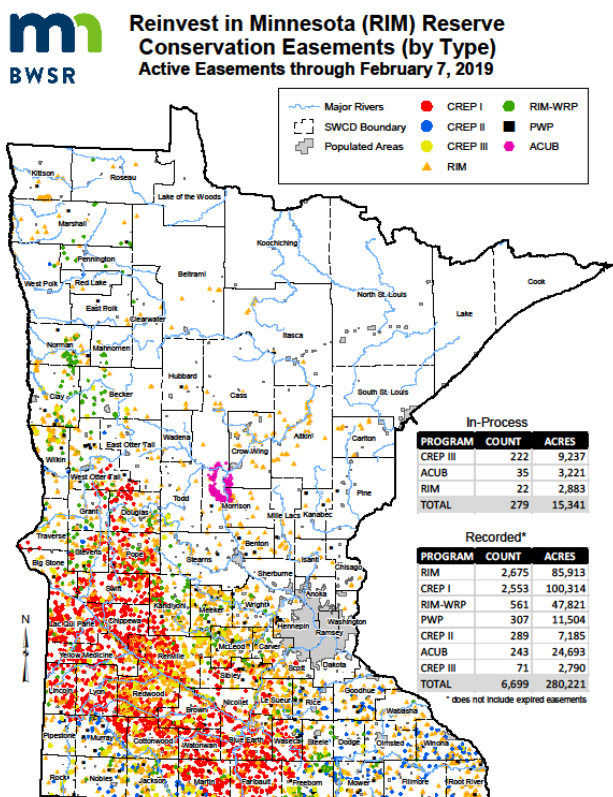 BWSR
Reinvest in Minnesota (RIM) Reserve
Conservation Easements (by Type)
Active Easements through February 7, 2019
Major Rivers
SWCD Boundary
Populated Areas
CREP I
CREP II
CREP III
RIM
RIM-WRP
PWP
ACUB
Kittson
Roseau
Lake of the Woods
Marshall
Koochiching
Pennington
Beltrami
Cook
West Polk
Red Lake
North St. Louis
Lake
East Polk
Clearwater
Itasca
Norman
Mahnomen
Hubbard
Cass
South St. Louis
Clay
Becker
Aitkin
Carlton
Wadena
Crow Wing
East Otter Tail
Wilkin
West Otter Tail
Todd
Morrison
Pine
Grant
Douglas
Mille Lacs
Kanabec
Traverse
Benton
Stevens
Pope
Stearns
Isanti
Chisago
Big Stone
Sherburne
Swift
Anoka
Kandiyohi
Meeker
Wright
Washington
Lac Qui Parle
Chippewa
Hennepin
Ramsey
McLeod
Carver
Yellow Medicine
Renville
Scott
Dakota
Sibley
Lincoln
Lyon
Redwood
Nicollet
Le Sueur
Rice
Goodhue
Wabasha
Brown
Pipestone
Murray
Cottonwood
Watonwan
Blue Earth
Waseca
Steele
Dodge
Olmsted
Winona
Rock
Nobles
Jackson
Martin
Faribault
Freeborn
Mower
Fillmore
Root River
N
In-Process
PROGRAM COUNT ACRES
CREP III 222 9,237
ACUB 35 3,221
RIM 22 2,883
TOTAL 279 15,341
Recorded*
PROGRAM COUNT ACRES
RIM 2,675 85,913
CREP I 2,553 100,314
RIM-WRP 561 47,821
PWP 307 11,504
CREP II 289 7,185
ACUB 243 24,693
CREP III 71 2,790
TOTAL 6,699 280,221
* does not include expired easements